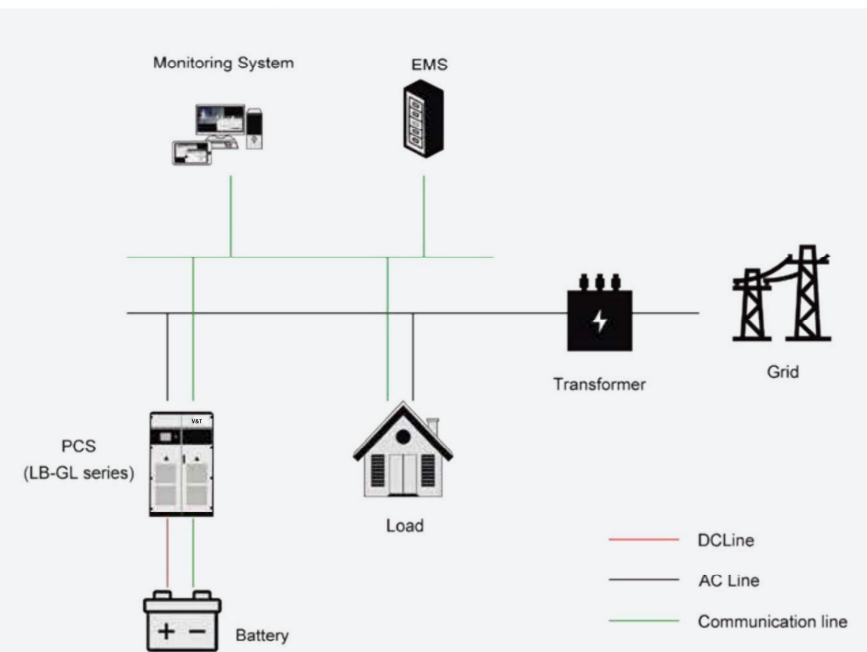 Monitoring System
EMS
Transformer
Grid
V&T
PCS
(LB-GL series)
Load
DCLine
AC Line
Communication line
+ −
Battery